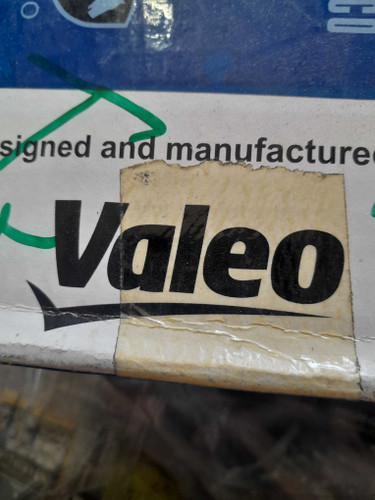 signed and manufacture
Valeo